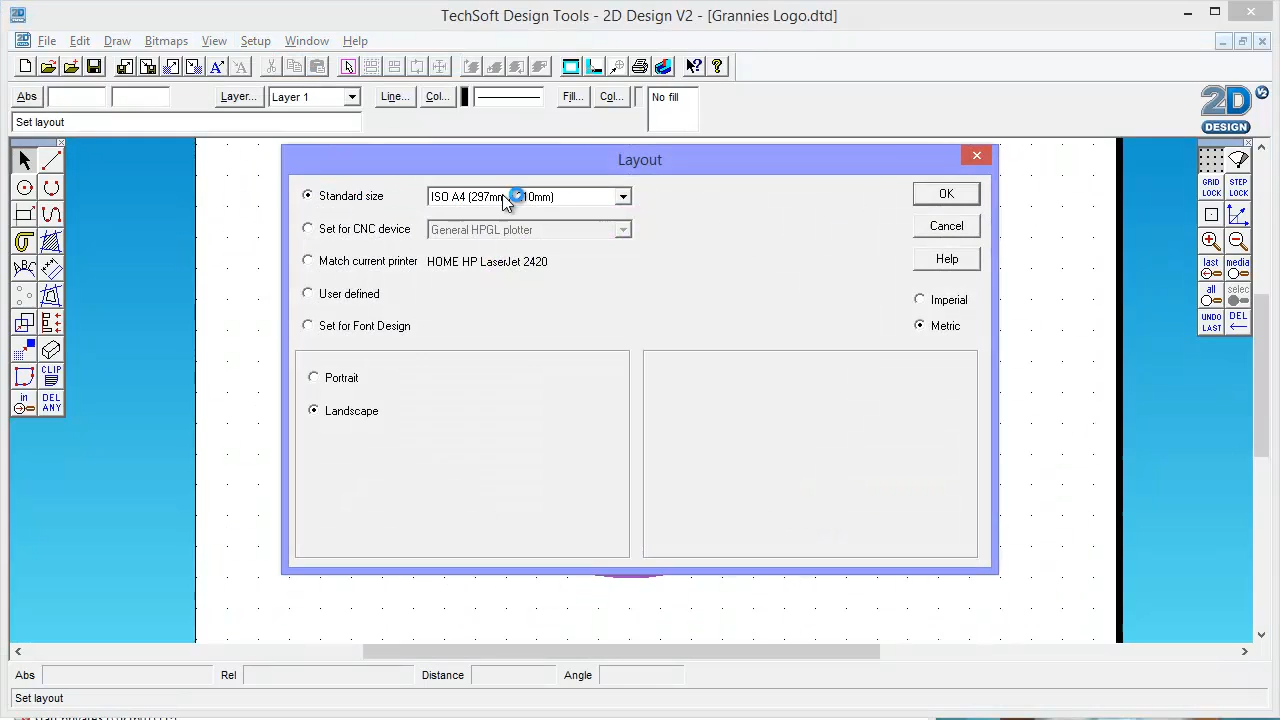 TechSoft Design Tools - 2D Design V2 - [Grannies Logo.dtd]
File Edit Draw Bitmaps View Setup Window Help
Abs Layer... Layer 1 Line... Col... Fill... Col... No fill
2D V2
DESIGN
Set layout
Layout
Standard size ISO A4 (297mm 10mm) OK
Set for CNC device General HPGL plotter Cancel
Match current printer HOME HP LaserJet 2420 Help
User defined
Imperial
Set for Font Design Metric
Portrait
Landscape
GRID LOCK STEP LOCK
last media
all selec
UNDO LAST DEL
ABC
CLIP
in DEL ANY
Abs Rel Distance Angle
Set layout